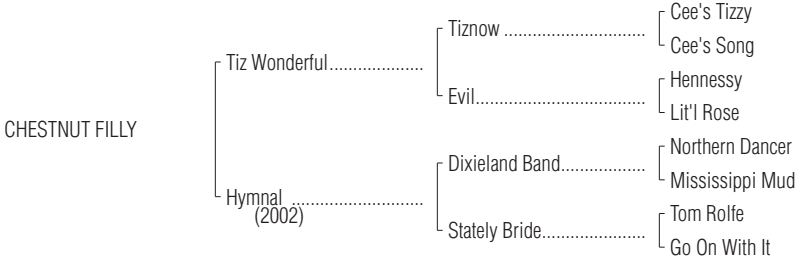 Cee's Tizzy
Tiznow ..............................
Cee's Song
Tiz Wonderful....................
Hennessy
Evil....................................
Lit'l Rose
CHESTNUT FILLY
Northern Dancer
Dixieland Band..................
Mississippi Mud
Hymnal ............................
(2002)
Tom Rolfe
Stately Bride......................
Go On With It